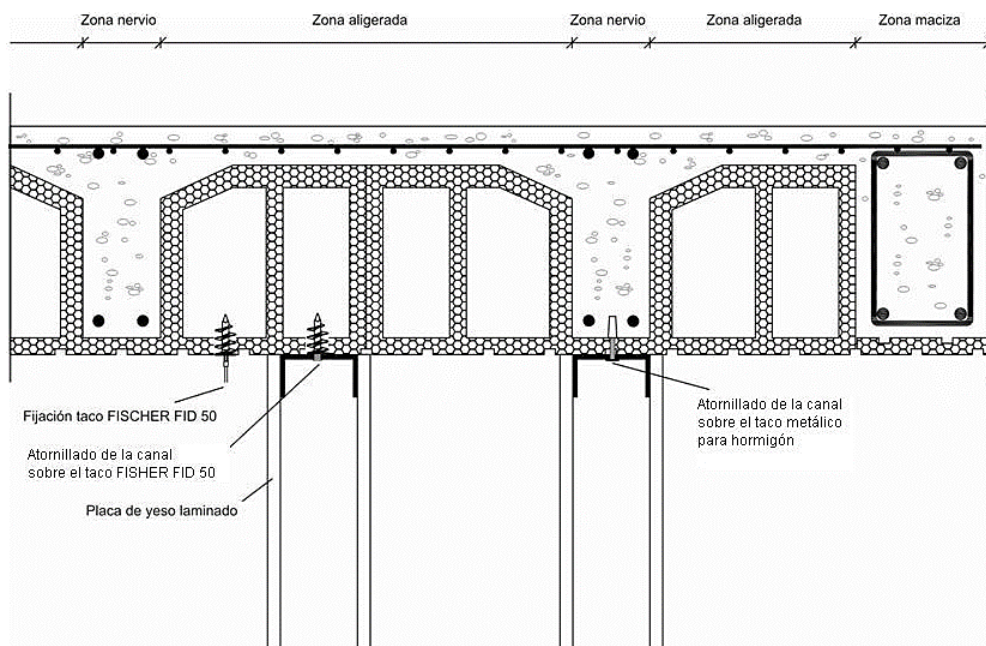 Zona nervio
Zona aligerada
Zona nervio
Zona aligerada
Zona maciza
Fijación taco FISCHER FID 50
Atornillado de la canal
sobre el taco FISHER FID 50
Placa de yeso laminado
Atornillado de la canal
sobre el taco metálico
para hormigón